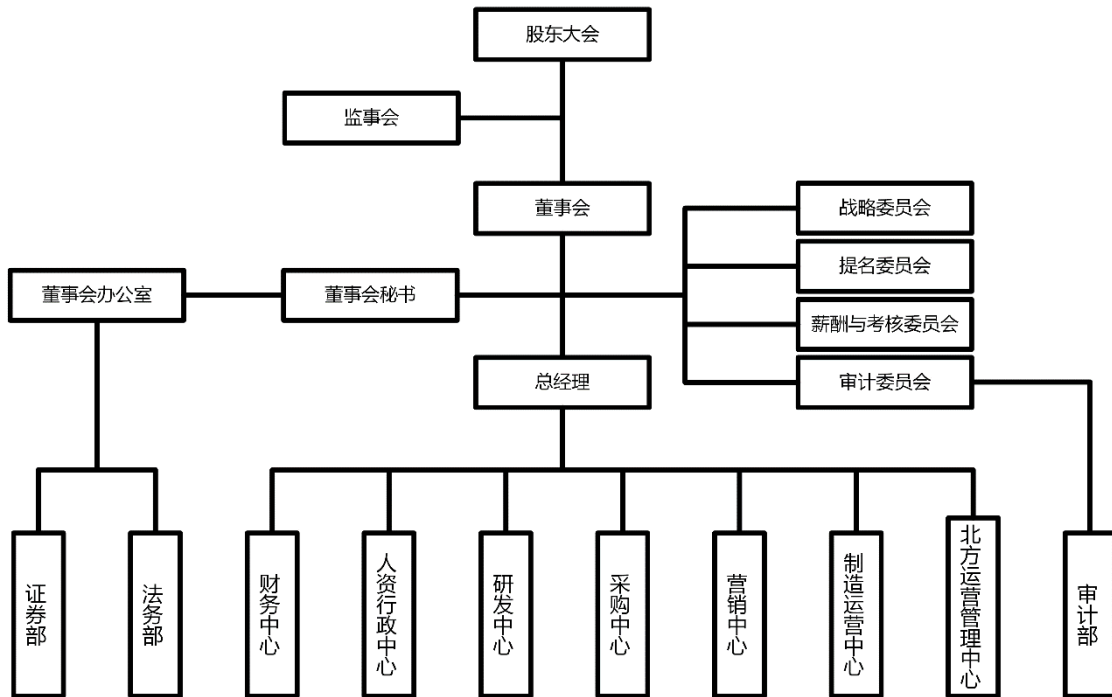 股东大会
监事会
董事会
战略委员会
提名委员会
董事会办公室
董事会秘书
薪酬与考核委员会
总经理
审计委员会
证券部
法务部
财务中心
人资行政中心
研发中心
采购中心
营销中心
制造运营中心
北方运营管理中心
审计部